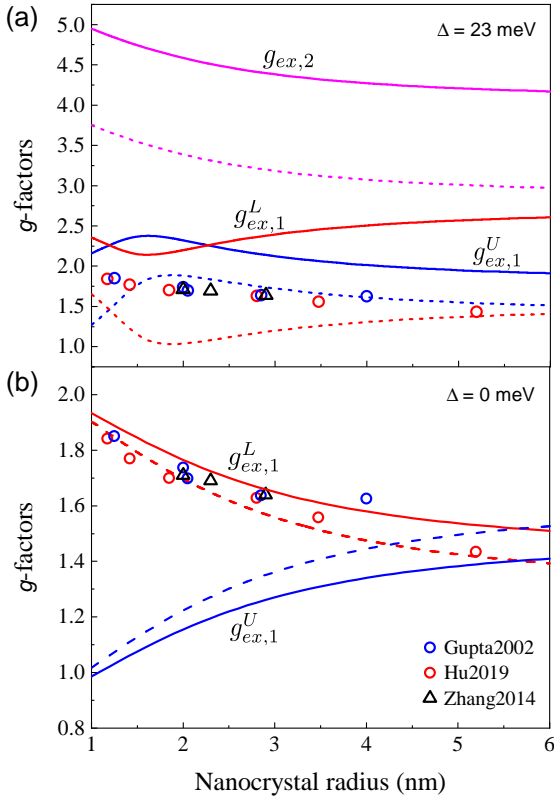 (a)
Δ = 23 meV
5.0
4.5
4.0
3.5
3.0
2.5
2.0
1.5
1.0
g-factors
g_{ex,2}
g^L_{ex,1}
g^U_{ex,1}
(b)
Δ = 0 meV
2.0
1.8
1.6
1.4
1.2
1.0
0.8
g-factors
g^L_{ex,1}
g^U_{ex,1}
Gupta2002
Hu2019
Zhang2014
1 2 3 4 5 6
Nanocrystal radius (nm)